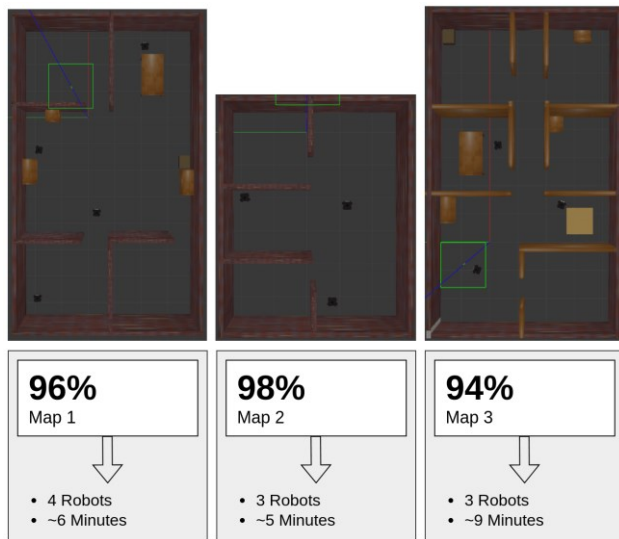 96%
Map 1
• 4 Robots
• ~6 Minutes
98%
Map 2
• 3 Robots
• ~5 Minutes
94%
Map 3
• 3 Robots
• ~9 Minutes